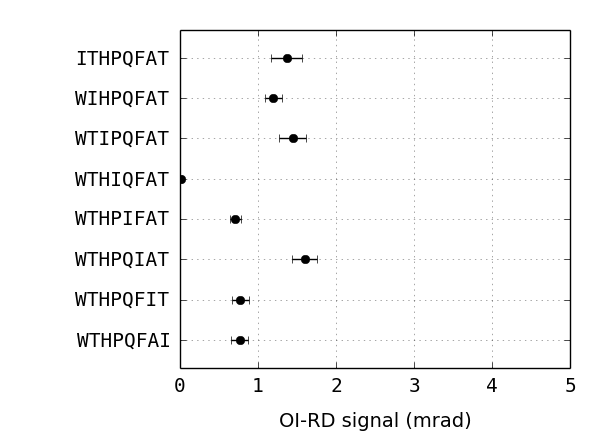 ITHPQFAT
WIHPQFAT
WTIPQFAT
WTHIQFAT
WTHPIFAT
WTHPQIAT
WTHPQFIT
WTHPQFAI
0 1 2 3 4 5
OI-RD signal (mrad)